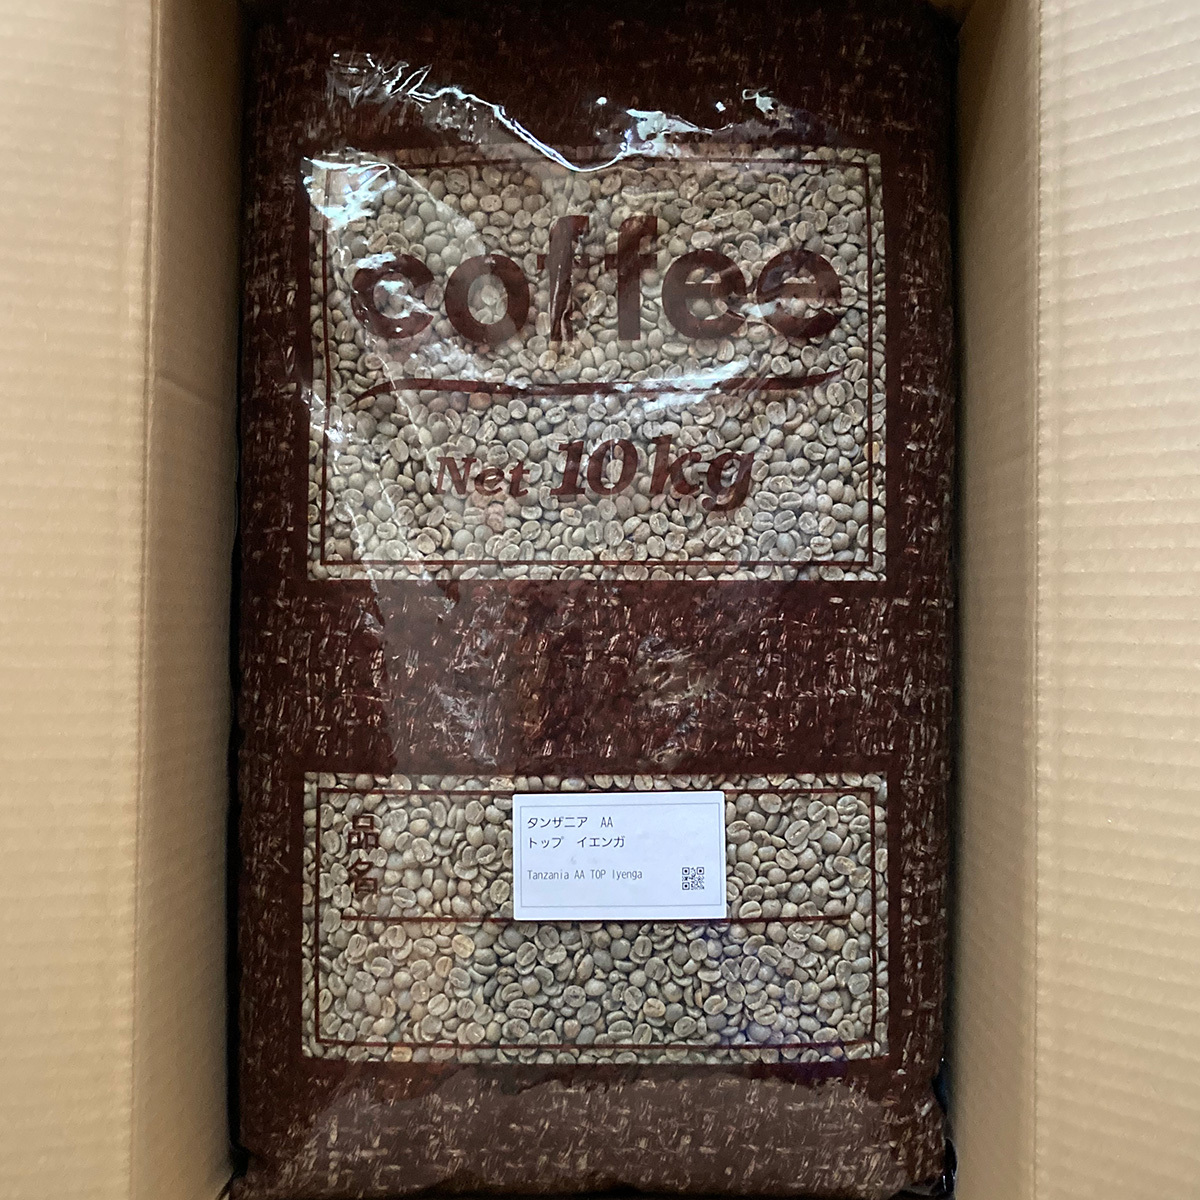 coffee
Net 10kg
品名
タンザニア AA
トップ イエンガ
Tanzania AA TOP Iyenga